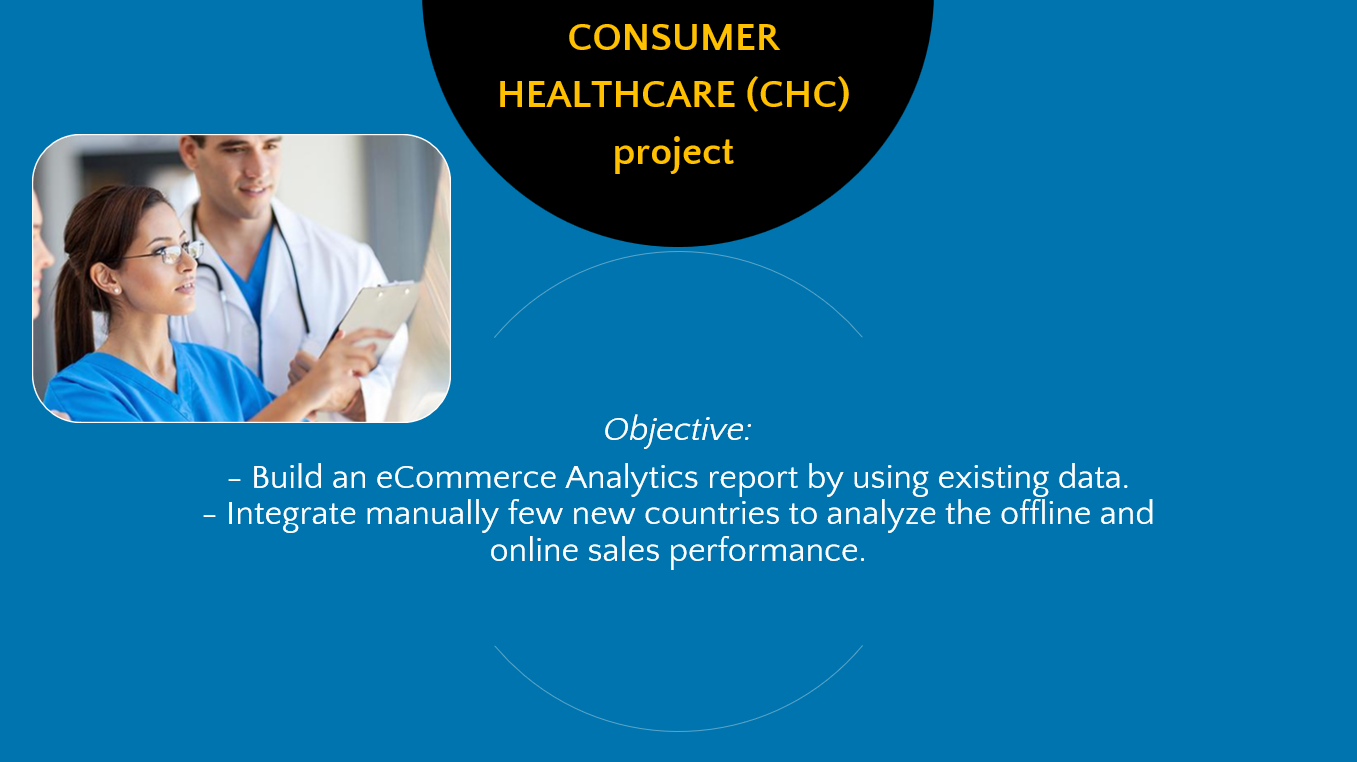 CONSUMER
HEALTHCARE (CHC)
project
Objective:
– Build an eCommerce Analytics report by using existing data.
– Integrate manually few new countries to analyze the offline and
online sales performance.